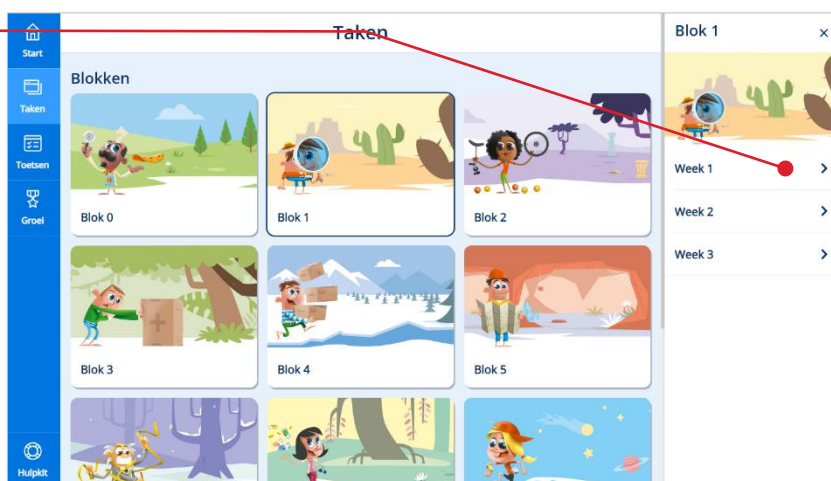 Start
Taken
Toetsen
Groei
Hulpkit
Taken
Blokken
Blok 0
Blok 1
Blok 2
Blok 3
Blok 4
Blok 5
Blok 1
Week 1
Week 2
Week 3